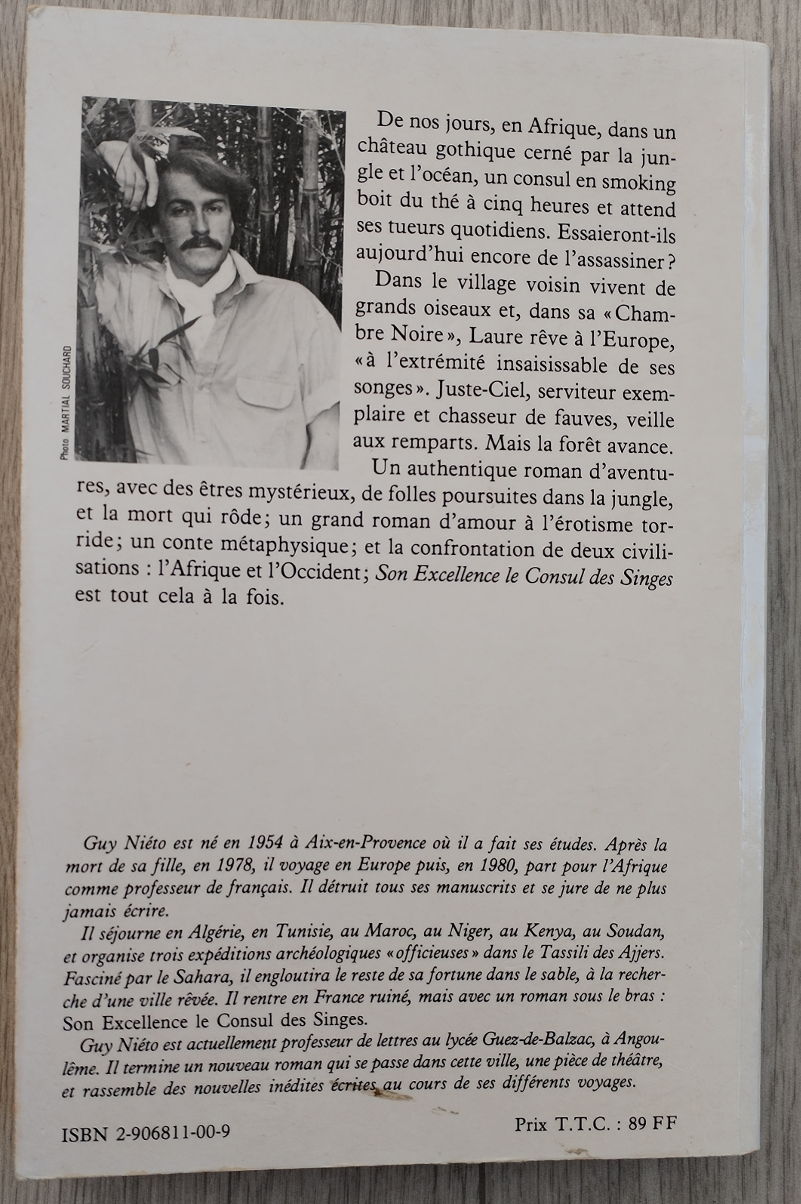 De nos jours, en Afrique, dans un
château gothique cerné par la jun-
gle et l'océan, un consul en smoking
boit du thé à cinq heures et attend
ses tueurs quotidiens. Essaieront-ils
aujourd'hui encore de l'assassiner ?
Dans le village voisin vivent de
grands oiseaux et, dans sa « Cham-
bre Noire », Laure rêve à l'Europe,
« à l'extrémité insaisissable de ses
songes ». Juste-Ciel, serviteur exem-
plaire et chasseur de fauves, veille
aux remparts. Mais la forêt avance.
Un authentique roman d'aventu-
res, avec des êtres mystérieux, de folles poursuites dans la jungle,
et la mort qui rôde ; un grand roman d'amour à l'érotisme tor-
ride ; un conte métaphysique ; et la confrontation de deux civili-
sations : l'Afrique et l'Occident ; Son Excellence le Consul des Singes
est tout cela à la fois.
Photo MARTIAL SOUCHARD
Guy Niéto est né en 1954 à Aix-en-Provence où il a fait ses études. Après la
mort de sa fille, en 1978, il voyage en Europe puis, en 1980, part pour l'Afrique
comme professeur de français. Il détruit tous ses manuscrits et se jure de ne plus
jamais écrire.
Il séjourne en Algérie, en Tunisie, au Maroc, au Niger, au Kenya, au Soudan,
et organise trois expéditions archéologiques « officieuses » dans le Tassili des Ajjers.
Fasciné par le Sahara, il engloutira le reste de sa fortune dans le sable, à la recher-
che d'une ville rêvée. Il rentre en France ruiné, mais avec un roman sous le bras :
Son Excellence le Consul des Singes.
Guy Niéto est actuellement professeur de lettres au lycée Guez-de-Balzac, à Angou-
lême. Il termine un nouveau roman qui se passe dans cette ville, une pièce de théâtre,
et rassemble des nouvelles inédites écrites au cours de ses différents voyages.
ISBN 2-906811-00-9
Prix T.T.C. : 89 FF